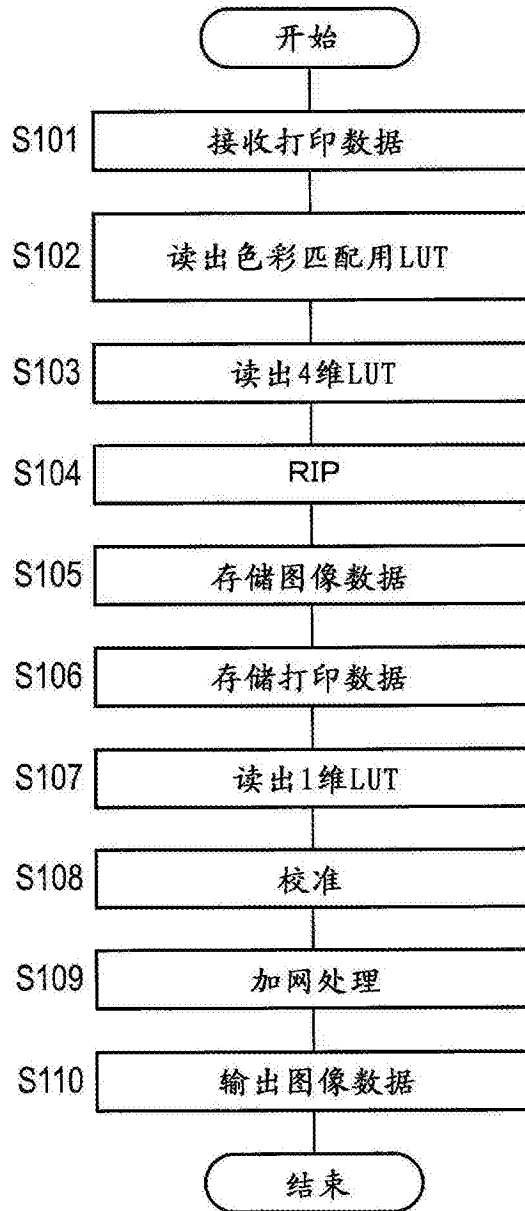 开始
S101 接收打印数据
S102 读出色彩匹配用LUT
S103 读出4维LUT
S104 RIP
S105 存储图像数据
S106 存储打印数据
S107 读出1维LUT
S108 校准
S109 加网处理
S110 输出图像数据
结束